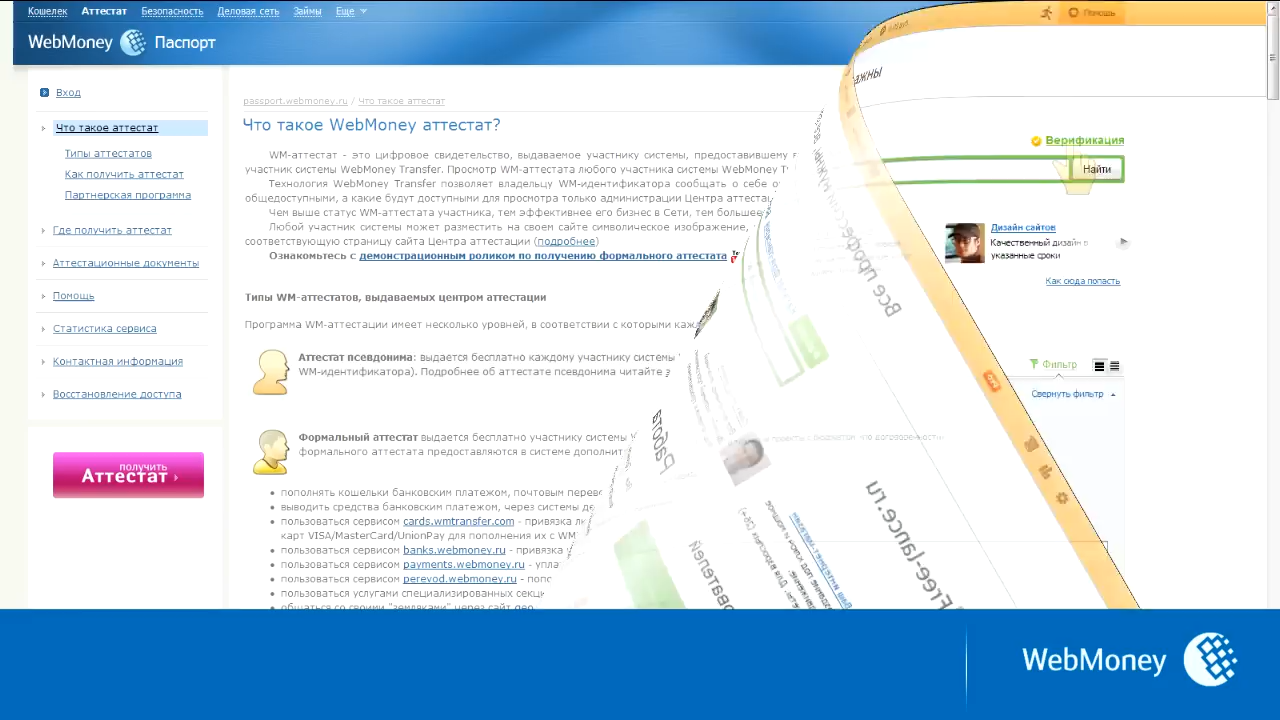 Кошелек Аттестат Безопасность Деловая сеть Займы Еще
Помощь
WebMoney Паспорт
Вход
passport.webmoney.ru / Что такое аттестат
Что такое WebMoney аттестат?
Что такое аттестат
Типы аттестатов
Как получить аттестат
Партнерская программа
Где получить аттестат
Аттестационные документы
Помощь
Статистика сервиса
Контактная информация
Восстановление доступа
получить
Аттестат
WM-аттестат - это цифровое свидетельство, выдаваемое участнику системы, предоставившему
участник системы WebMoney Transfer. Просмотр WM-аттестата любого участника системы WebMoney
Технология WebMoney Transfer позволяет владельцу WM-идентификатора сообщать о себе
общедоступными, а какие будут доступными для просмотра только администрации Центра
Чем выше статус WM-аттестата участника, тем эффективнее его бизнес в Сети, тем больше
Любой участник системы может разместить на своем сайте символическое изображение,
соответствующую страницу сайта Центра аттестации (подробнее)
Ознакомьтесь с демонстрационным роликом по получению формального аттестата
Типы WM-аттестатов, выдаваемых центром аттестации
Программа WM-аттестации имеет несколько уровней, в соответствии с которыми
Аттестат псевдонима: выдается бесплатно каждому участнику системы
WM-идентификатора). Подробнее об аттестате псевдонима читайте
Формальный аттестат выдается бесплатно участнику системы
формального аттестата предоставляются в системе
пополнять кошельки банковским платежом, почтовым
выводить средства банковским платежом, через системы
пользоваться сервисом cards.wmtransfer.com - привязка
карт VISA/MasterCard/UnionPay для пополнения их с
пользоваться сервисом banks.webmoney.ru - привязка
пользоваться сервисом payments.webmoney.ru -
пользоваться сервисом perevod.webmoney.ru -
пользоваться услугами специализированных
общаться со своими "земляками" через сайт
Верификация
Найти
Дизайн сайтов
Качественный дизайн в
указанные сроки
Как сюда попасть
Фильтр
Свернуть фильтр
Все професси
Работа
Free-lance.ru
WebMoney